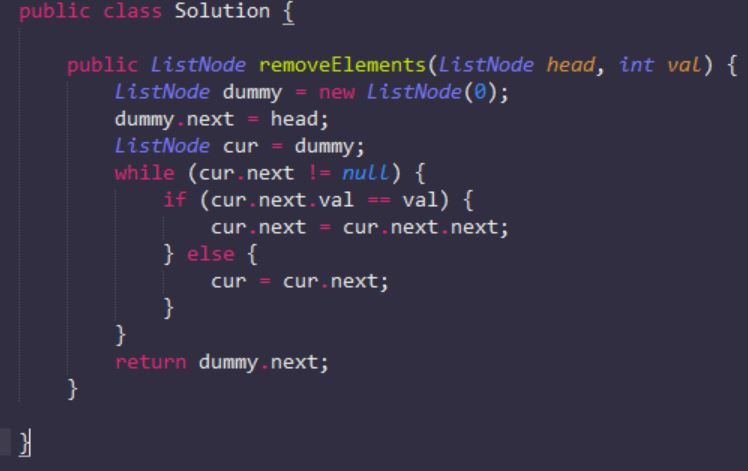 public class Solution {
public ListNode removeElements(ListNode head, int val) {
ListNode dummy = new ListNode(0);
dummy.next = head;
ListNode cur = dummy;
while (cur.next != null) {
if (cur.next.val == val) {
cur.next = cur.next.next;
} else {
cur = cur.next;
}
}
return dummy.next;
}
}